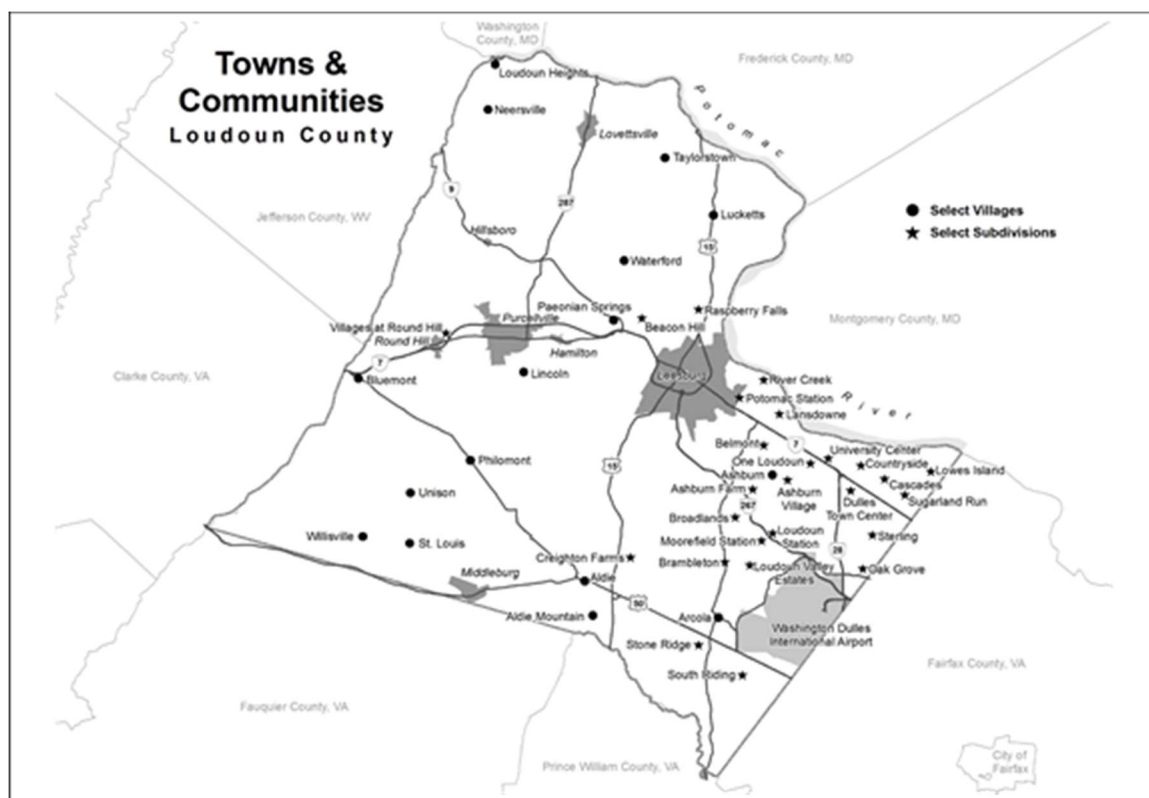 Towns &
Communities
Loudoun County
Washington
County, MD
Frederick County, MD
Potomac
River
Loudoun Heights
Neersville
Lovettsville
Taylorstown
9
287
Jefferson County, WV
Lucketts
Select Villages
Select Subdivisions
Hillsboro
15
Waterford
Paeonian Springs
Raspberry Falls
Purcellville
Beacon Hill
Montgomery County, MD
Villages at Round Hill
Round Hill
Hamilton
7
Clarke County, VA
Bluemont
Lincoln
Leesburg
River Creek
Potomac Station
Lansdowne
7
Belmont
University Center
One Loudoun
Countryside
Lowes Island
Philomont
15
Ashburn
Cascades
Ashburn Farm
Ashburn
Village
Dulles
Town Center
Sugarland Run
Unison
267
Broadlands
Willisville
St. Louis
Moorefield Station
Loudoun
Station
Sterling
28
Creighton Farms
Brambleton
Loudoun Valley
Estates
Oak Grove
Middleburg
Aldie
50
Aldie Mountain
Arcola
Washington Dulles
International Airport
Stone Ridge
Fairfax County, VA
South Riding
Fauquier County, VA
Prince William County, VA
City of
Fairfax